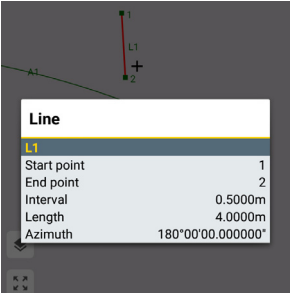 1
L1
2
A1
Line
L1
Start point 1
End point 2
Interval 0.5000m
Length 4.0000m
Azimuth 180°00'00.000000"